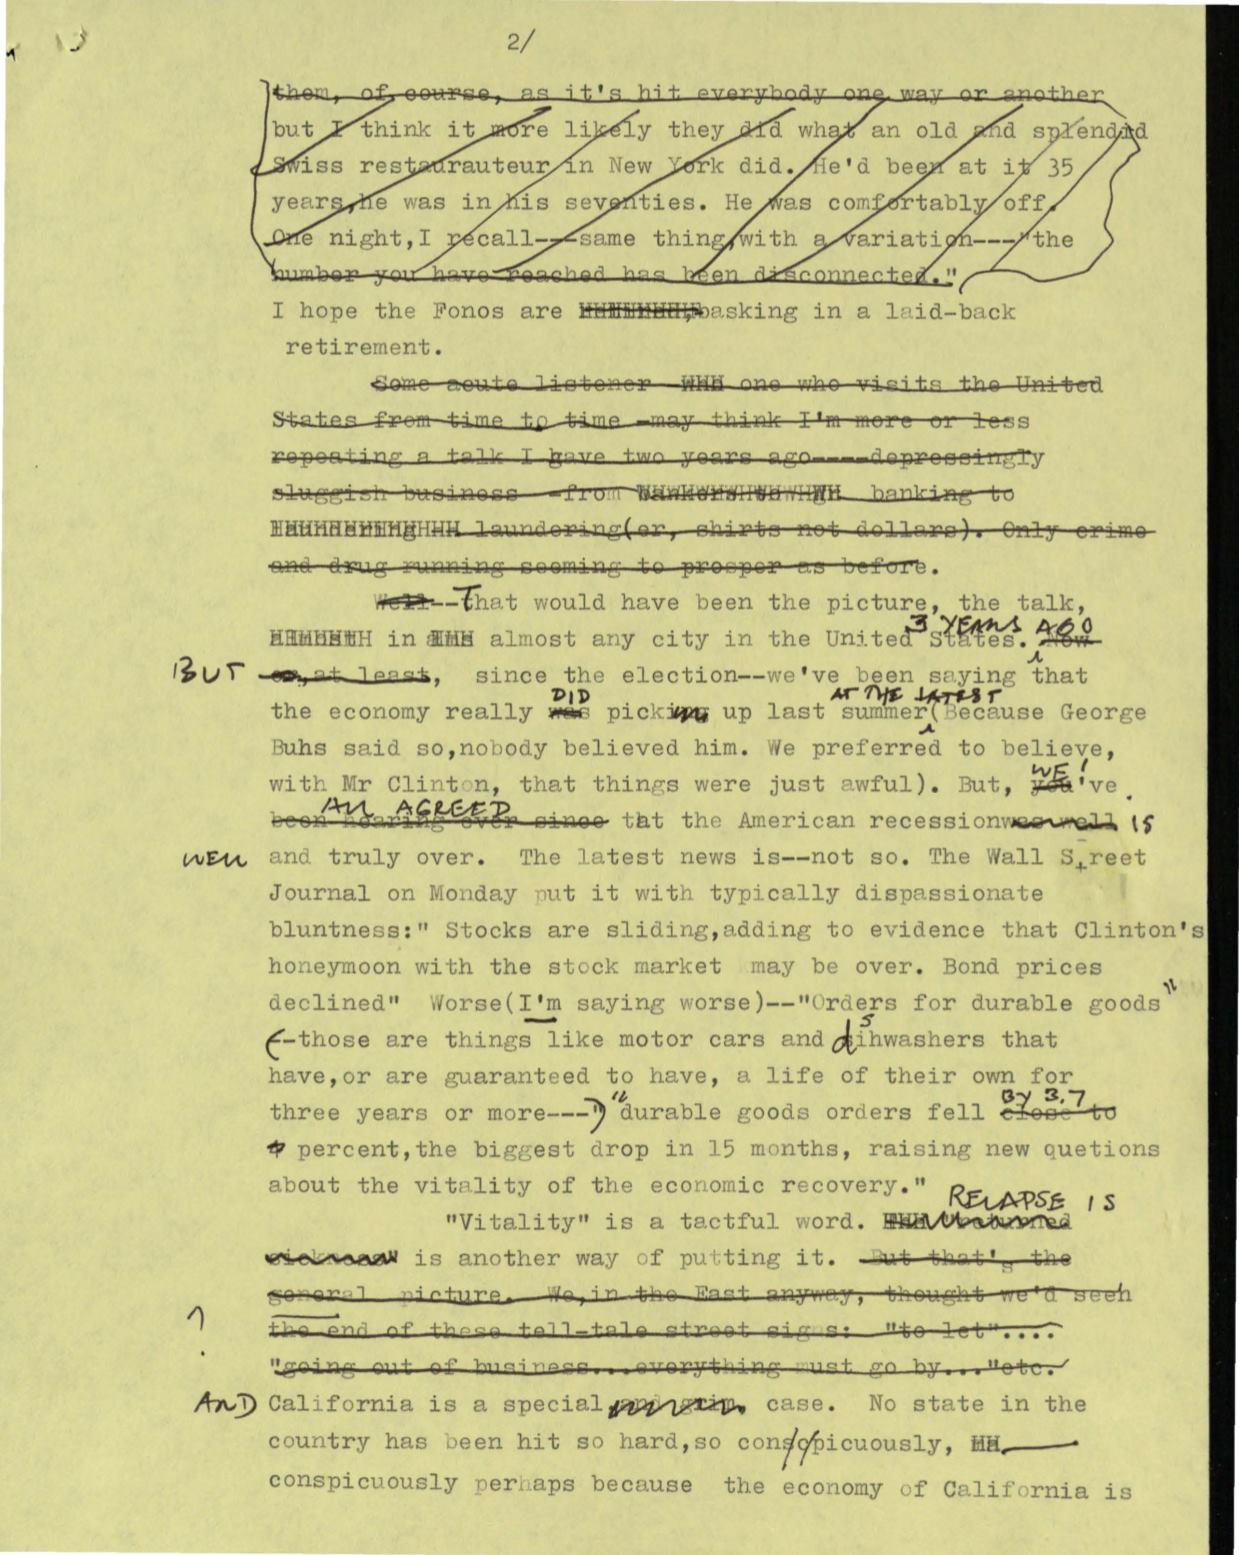 2/
them, of course, as it's hit everybody one way or another
but I think it more likely they did what an old and splendid
Swiss restaurauteur in New York did. He'd been at it 35
years,he was in his seventies. He was comfortably off.
One night,I recall---same thing,with a variation---"the
number you have reached has been disconnected."
I hope the Fonos are basking in a laid-back
retirement.
Some acute listener one who visits the United
States from time to time -may think I'm more or less
repeating a talk I gave two years ago----depressingly
sluggish business -from banking to
laundering(er, shirts not dollars). Only crime
and drug running seeming to prosper as before.
Well--That would have been the picture, the talk,
3 YEARS AGO
in almost any city in the United States. Now
BUT at least, since the election--we've been saying that
DID AT THE LATEST
the economy really was picking up last summer(Because George
Buhs said so,nobody believed him. We preferred to believe,
WE!
with Mr Clinton, that things were just awful). But, you've
ALL AGREED
been hearing ever since tht the American recession was well IS
WELL and truly over. The latest news is--not so. The Wall Street
Journal on Monday put it with typically dispassionate
bluntness:" Stocks are sliding,adding to evidence that Clinton's
honeymoon with the stock market may be over. Bond prices
declined" Worse(I'm saying worse)--"Orders for durable goods"
(-those are things like motor cars and dishwashers that
have,or are guaranteed to have, a life of their own for
BY 3.7
three years or more---)"durable goods orders fell close to
4 percent,the biggest drop in 15 months, raising new quetions
about the vitality of the economic recovery."
RELAPSE IS
"Vitality" is a tactful word.
is another way of putting it. But that's the
general picture. We,in the East anyway, thought we'd seen
?
the end of these tell-tale street signs: "to let"....
"going out of business...everything must go by..."etc.
AND California is a special and grim case. No state in the
country has been hit so hard,so conspicuously,
conspicuously perhaps because the economy of California is